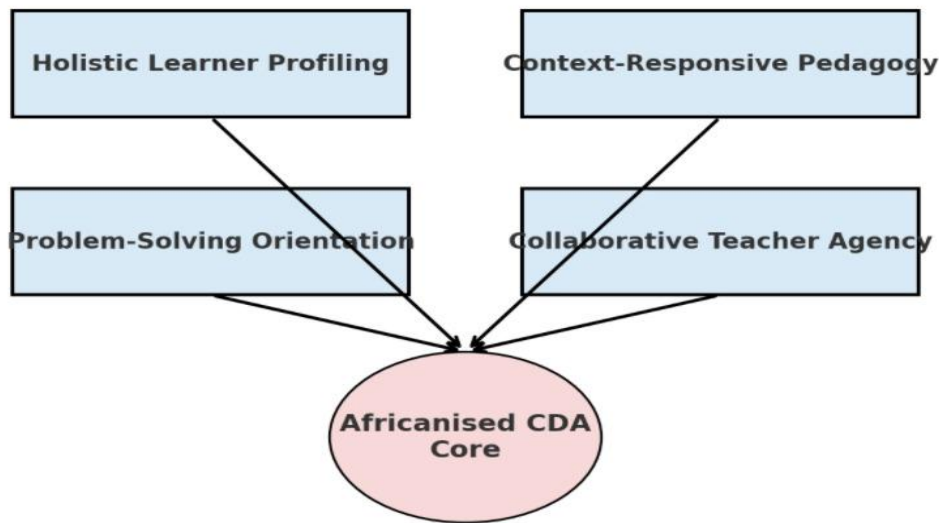 Holistic Learner Profiling
Context-Responsive Pedagogy
Problem-Solving Orientation
Collaborative Teacher Agency
Africanised CDA
Core